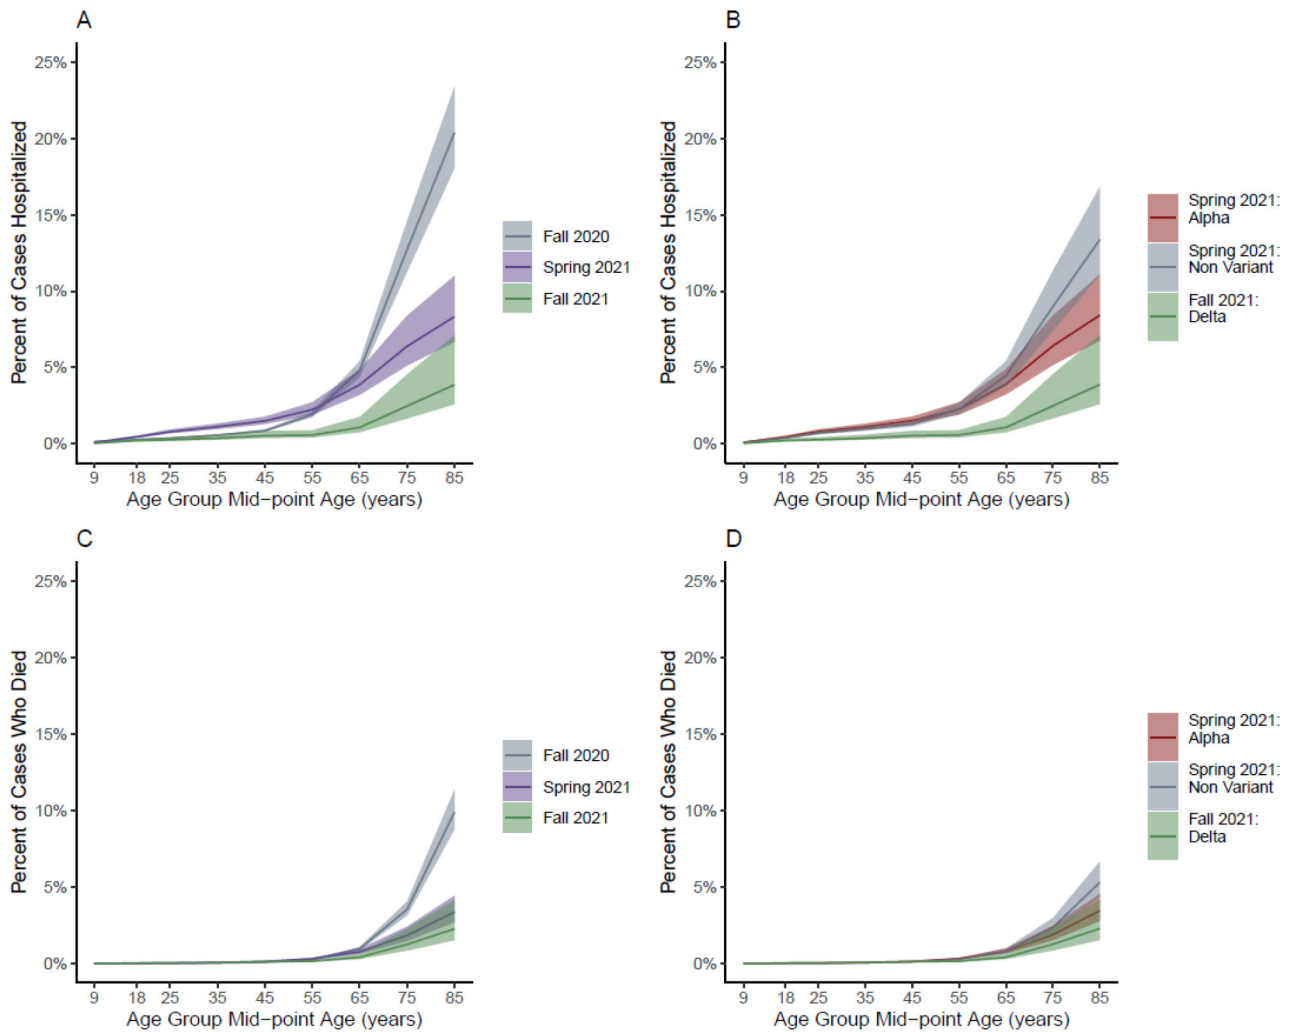 A
Percent of Cases Hospitalized
25%
20%
15%
10%
5%
0%
9 18 25 35 45 55 65 75 85
Age Group Mid−point Age (years)
Fall 2020
Spring 2021
Fall 2021
B
Percent of Cases Hospitalized
25%
20%
15%
10%
5%
0%
9 18 25 35 45 55 65 75 85
Age Group Mid−point Age (years)
Spring 2021:
Alpha
Spring 2021:
Non Variant
Fall 2021:
Delta
C
Percent of Cases Who Died
25%
20%
15%
10%
5%
0%
9 18 25 35 45 55 65 75 85
Age Group Mid−point Age (years)
Fall 2020
Spring 2021
Fall 2021
D
Percent of Cases Who Died
25%
20%
15%
10%
5%
0%
9 18 25 35 45 55 65 75 85
Age Group Mid−point Age (years)
Spring 2021:
Alpha
Spring 2021:
Non Variant
Fall 2021:
Delta